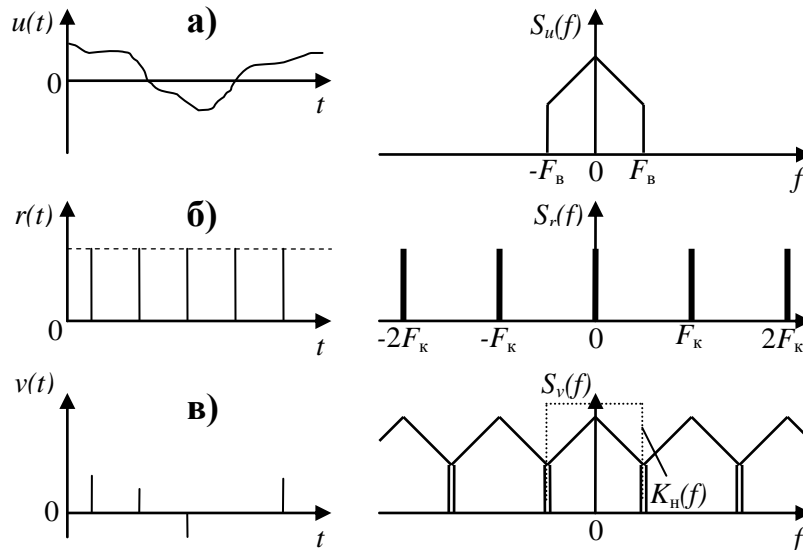 u(t)
а)
0
t
S_u(f)
-F_в
0
F_в
f
r(t)
б)
0
t
S_r(f)
-2F_к
-F_к
0
F_к
2F_к
v(t)
в)
0
t
S_v(f)
K_н(f)
0
f